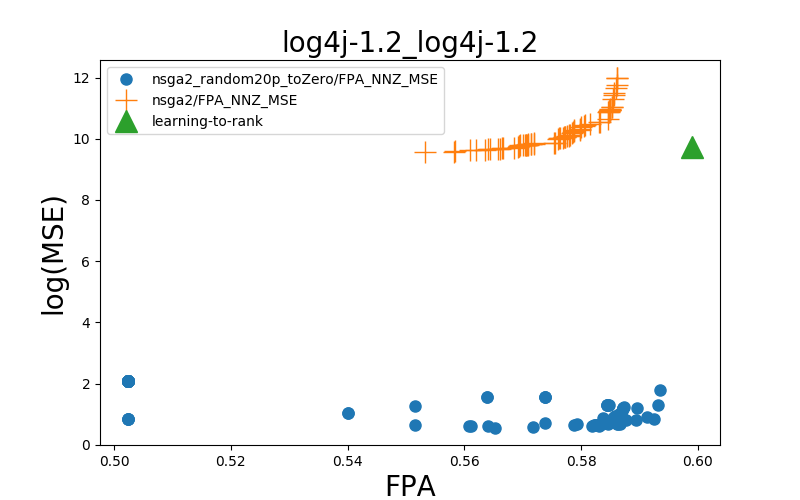 log4j-1.2_log4j-1.2
nsga2_random20p_toZero/FPA_NNZ_MSE
nsga2/FPA_NNZ_MSE
learning-to-rank
12
10
8
6
4
2
0
log(MSE)
0.50 0.52 0.54 0.56 0.58 0.60
FPA